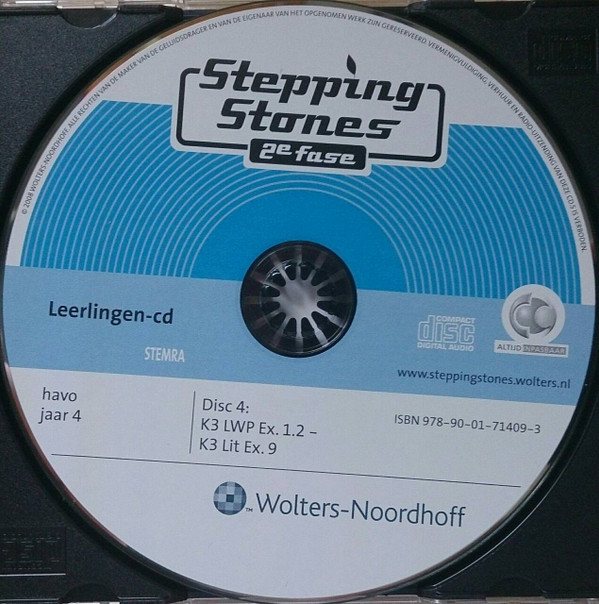 © 2008 WOLTERS-NOORDHOFF. ALLE RECHTEN VAN DE MAKER VAN DE GELUIDSDRAGER EN VAN DE EIGENAAR VAN HET OPGENOMEN WERK ZIJN GERESERVEERD. VERMENIGVULDIGING, VERHUUR EN RADIO-UITZENDING VAN DEZE CD'S IS VERBODEN.
Stepping
Stones
2e fase
Leerlingen-cd
STEMRA
COMPACT
disc
DIGITAL AUDIO
ALTIJD INPASBAAR
www.steppingstones.wolters.nl
havo
jaar 4
Disc 4:
K3 LWP Ex. 1.2 –
K3 Lit Ex. 9
ISBN 978-90-01-71409-3
™ Wolters-Noordhoff